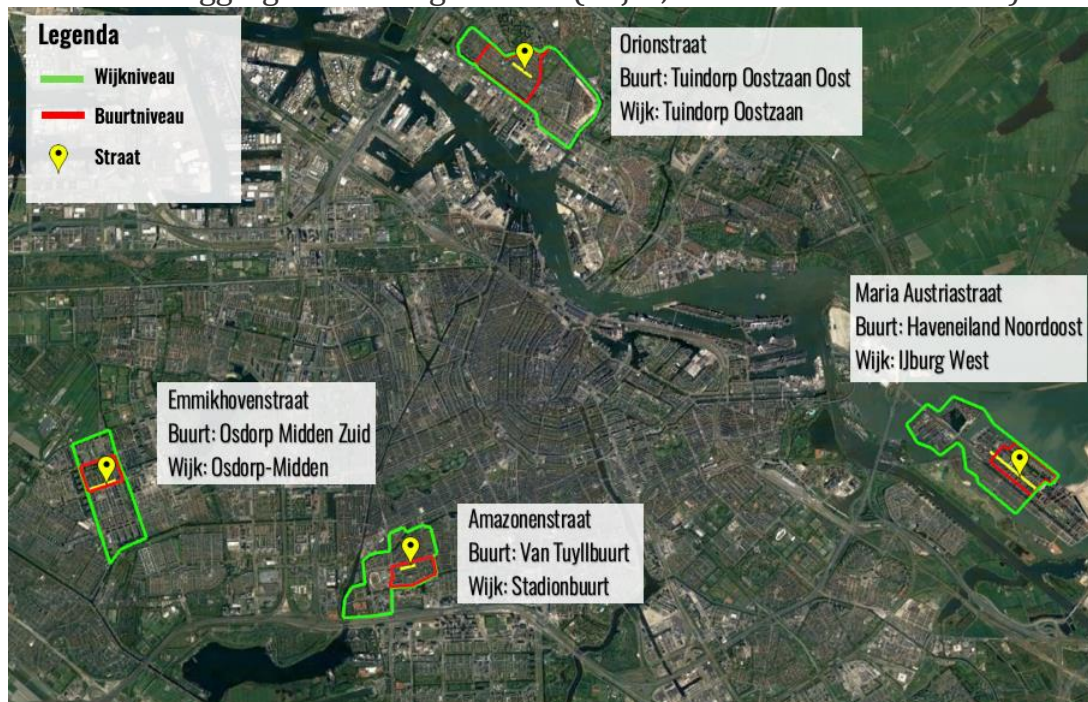 Legenda
Wijkniveau
Buurtniveau
Straat
Orionstraat
Buurt: Tuindorp Oostzaan Oost
Wijk: Tuindorp Oostzaan
Maria Austriastraat
Buurt: Haveneiland Noordoost
Wijk: IJburg West
Emmikhovenstraat
Buurt: Osdorp Midden Zuid
Wijk: Osdorp-Midden
Amazonenstraat
Buurt: Van Tuyllbuurt
Wijk: Stadionbuurt